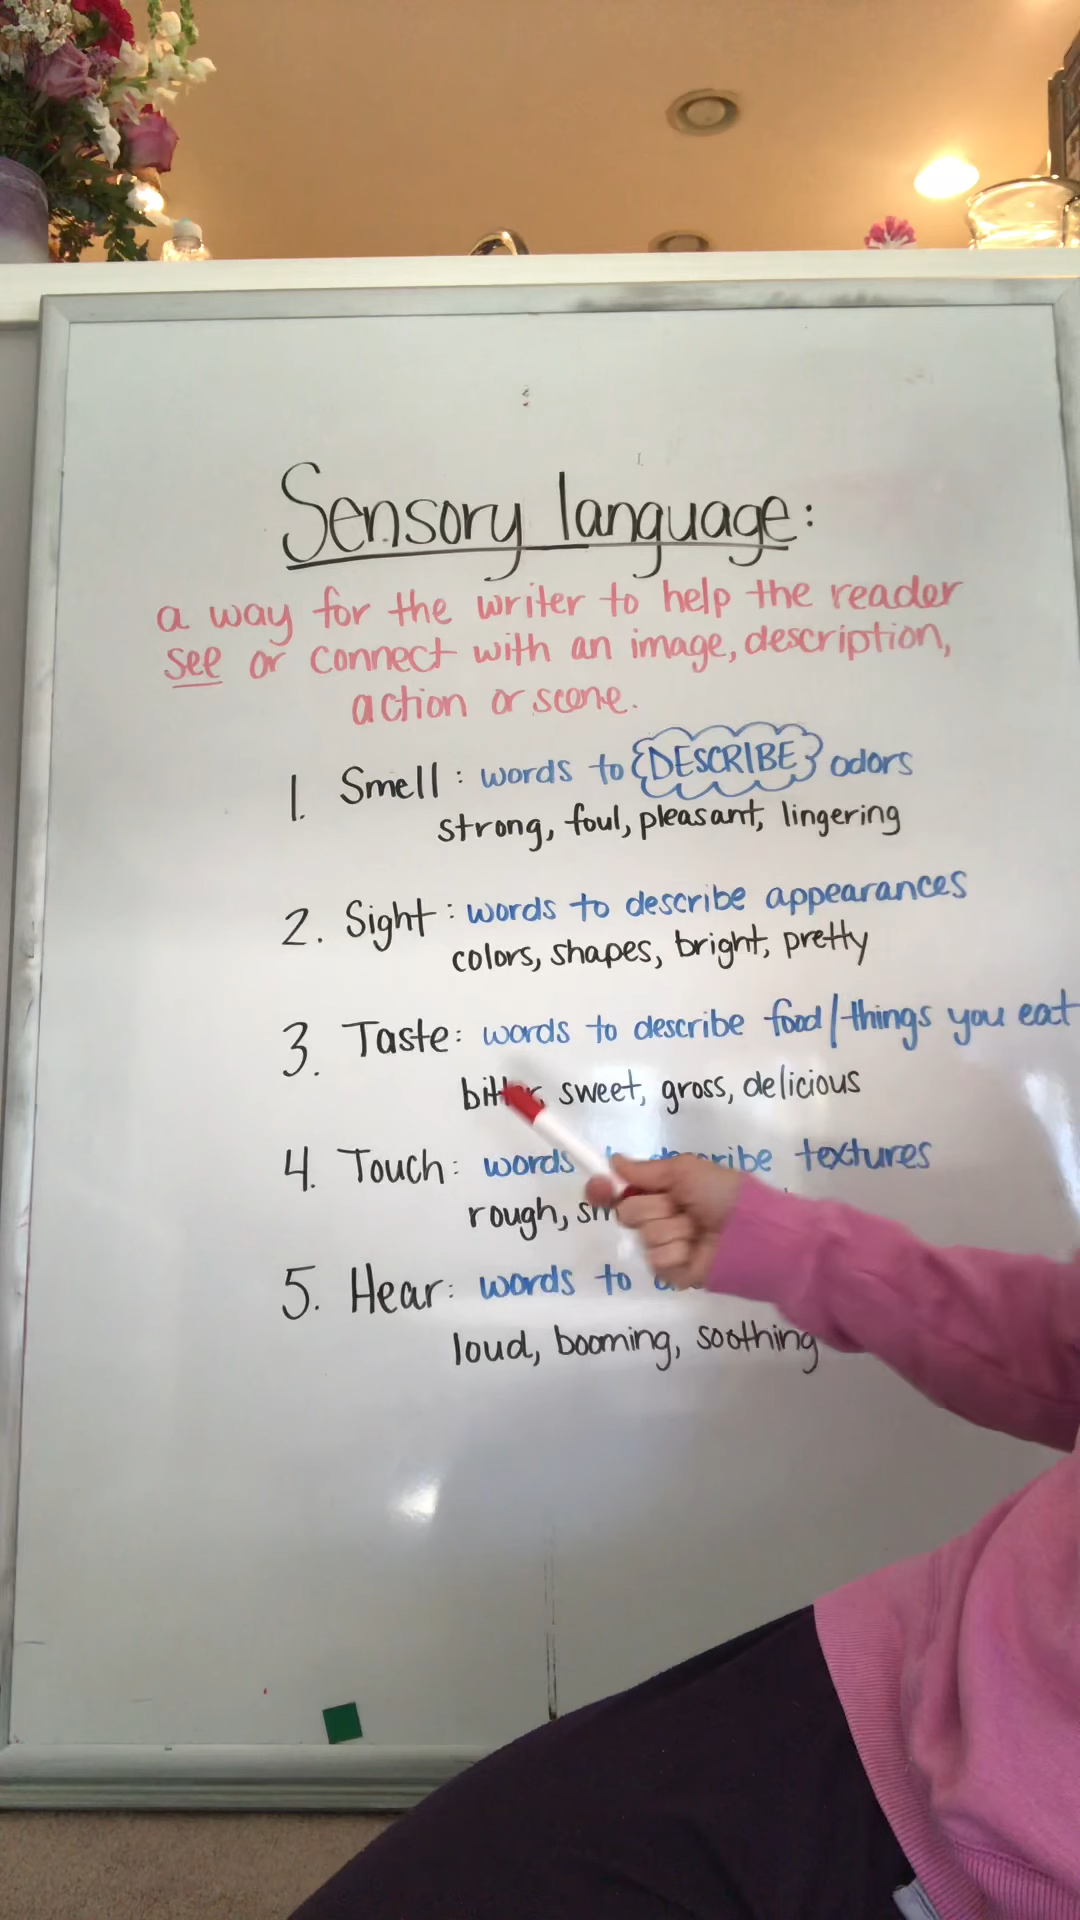 Sensory language:
a way for the writer to help the reader
see or connect with an image, description,
action or scene.
1. Smell: words to DESCRIBE odors
strong, foul, pleasant, lingering
2. Sight: words to describe appearances
colors, shapes, bright, pretty
3. Taste: words to describe food/things you eat
bitter, sweet, gross, delicious
4. Touch: words describe textures
rough,
5. Hear: words to
loud, booming, soothing